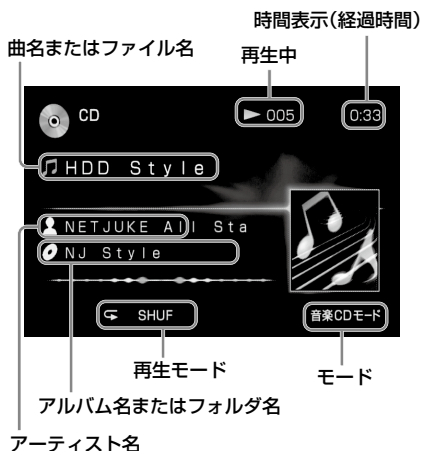 時間表示(経過時間)
曲名またはファイル名
再生中
CD
005
0:33
HDD Style
NETJUKE All Sta
NJ Style
SHUF
音楽CDモード
再生モード
モード
アルバム名またはフォルダ名
アーティスト名